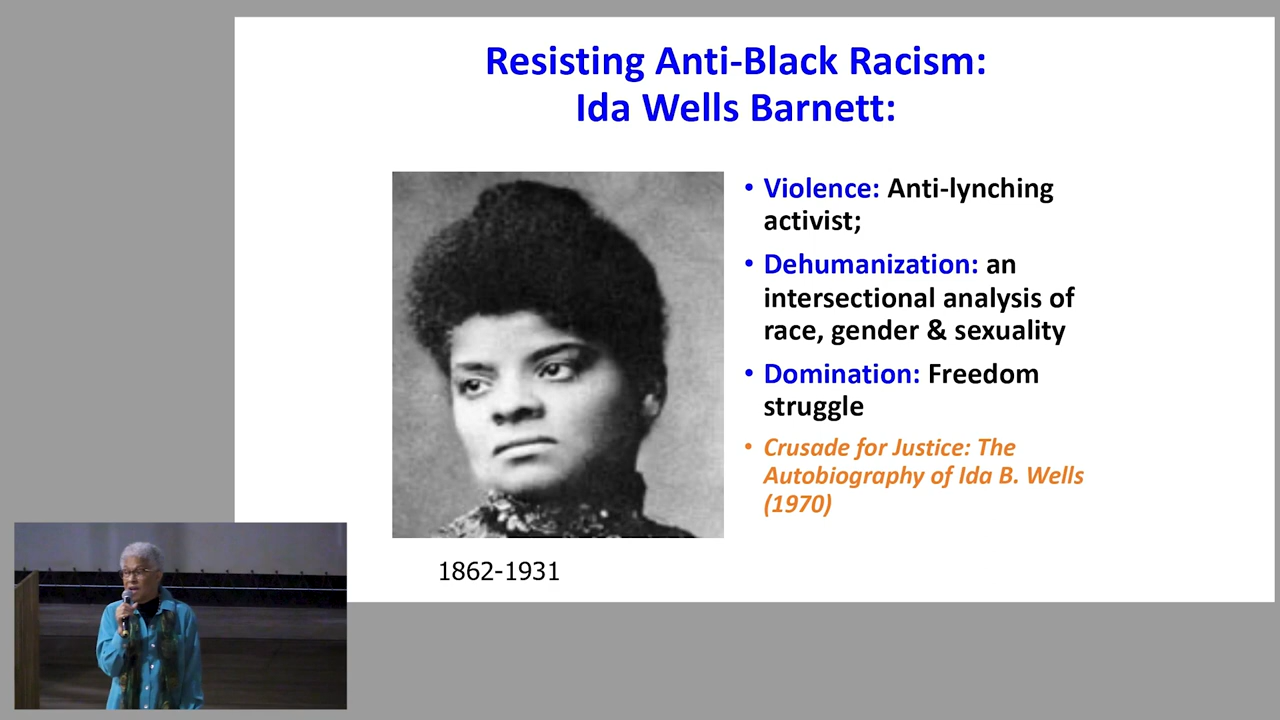 Resisting Anti-Black Racism:
Ida Wells Barnett:
• Violence: Anti-lynching
activist;
• Dehumanization: an
intersectional analysis of
race, gender & sexuality
• Domination: Freedom
struggle
• Crusade for Justice: The
Autobiography of Ida B. Wells
(1970)
1862-1931